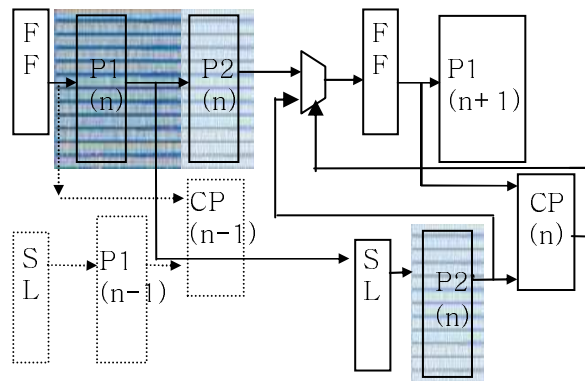 F
F
P1
(n)
P2
(n)
F
F
P1
(n+1)
CP
(n-1)
CP
(n)
S
L
P1
(n-1)
S
L
P2
(n)